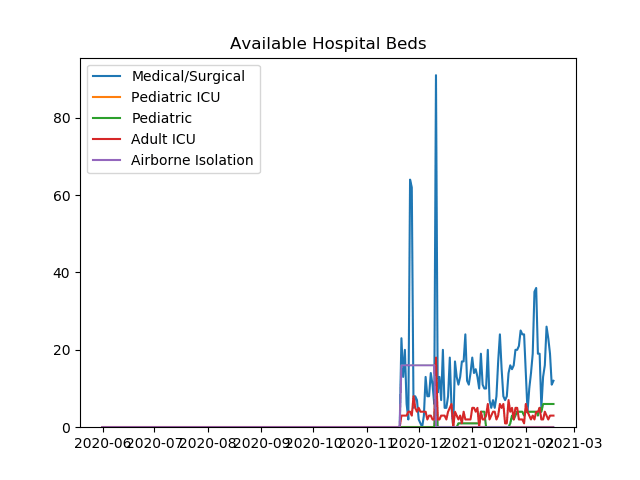 Available Hospital Beds
Medical/Surgical
Pediatric ICU
Pediatric
Adult ICU
Airborne Isolation
80
60
40
20
0
2020-06 2020-07 2020-08 2020-09 2020-10 2020-11 2020-12 2021-01 2021-02 2021-03